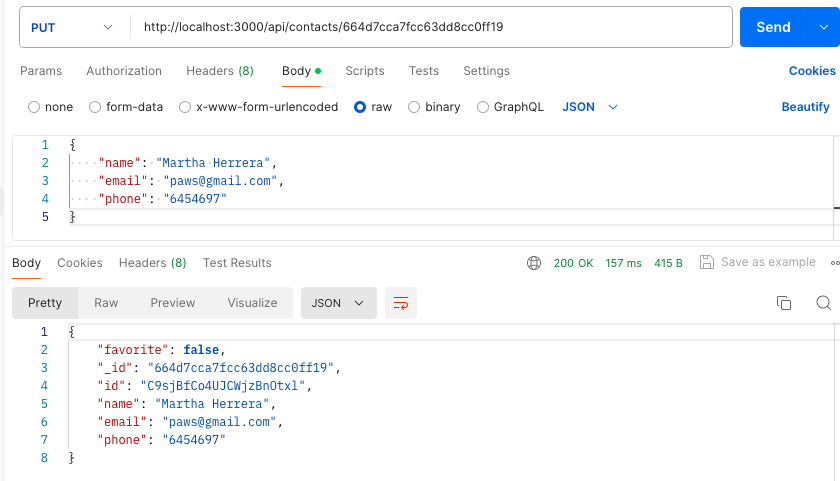 PUT http://localhost:3000/api/contacts/664d7cca7fcc63dd8cc0ff19 Send
Params Authorization Headers (8) Body Scripts Tests Settings Cookies
none form-data x-www-form-urlencoded raw binary GraphQL JSON Beautify
1 {
2 "name": "Martha Herrera",
3 "email": "paws@gmail.com",
4 "phone": "6454697"
5 }
Body Cookies Headers (8) Test Results 200 OK 157 ms 415 B Save as example
Pretty Raw Preview Visualize JSON
1 {
2 "favorite": false,
3 "_id": "664d7cca7fcc63dd8cc0ff19",
4 "id": "C9sjBfCo4UJCWjzBnOtxl",
5 "name": "Martha Herrera",
6 "email": "paws@gmail.com",
7 "phone": "6454697"
8 }